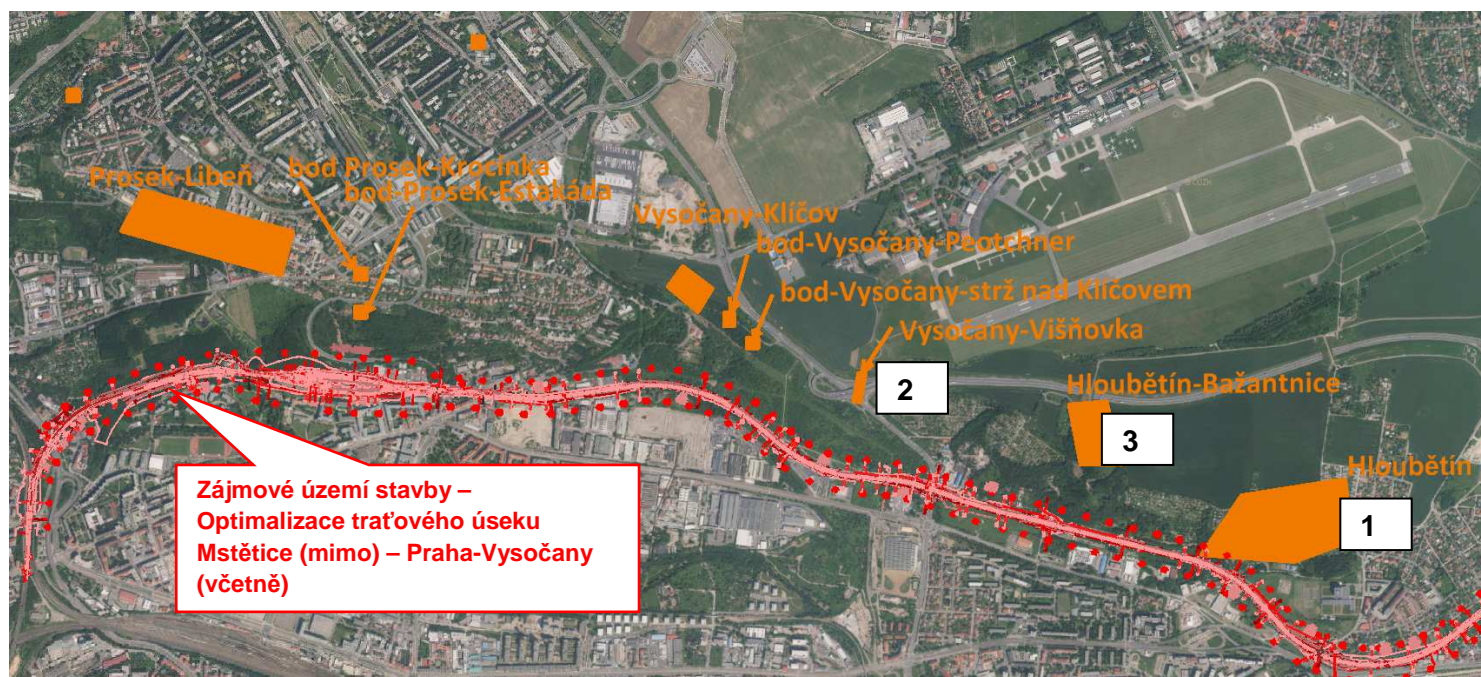 Prosek-Libeň
bod Prosek-Krocínka
bod-Prosek-Estakáda
Vysočany-Klíčov
bod-Vysočany-Peotchner
bod-Vysočany-strž nad Klíčovem
Vysočany-Višňovka
2
Hloubětín-Bažantnice
3
Hloubětín
1
Zájmové území stavby –
Optimalizace traťového úseku
Mstětice (mimo) – Praha-Vysočany
(včetně)